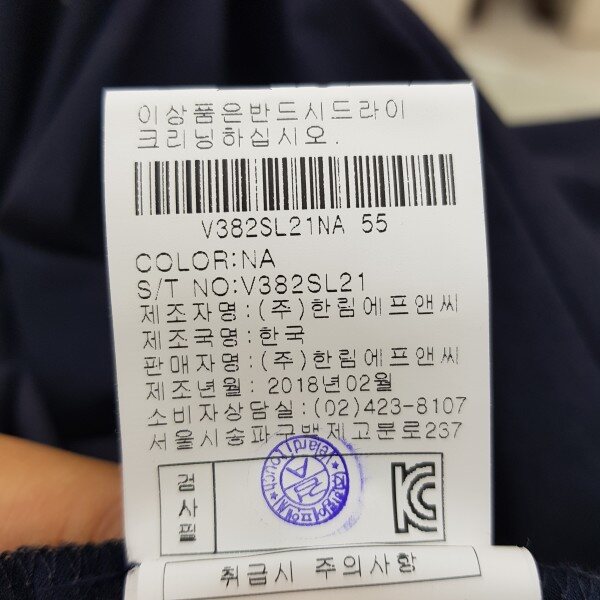 이상품은반드시드라이
크리닝하십시오.
V382SL21NA 55
COLOR:NA
S/T NO:V382SL21
제조자명:(주)한림에프앤씨
제조국명:한국
판매자명:(주)한림에프앤씨
제조년월: 2018년02월
소비자상담실:(02)423-8107
서울시송파구백제고분로237
검사필
취급시 주의사항